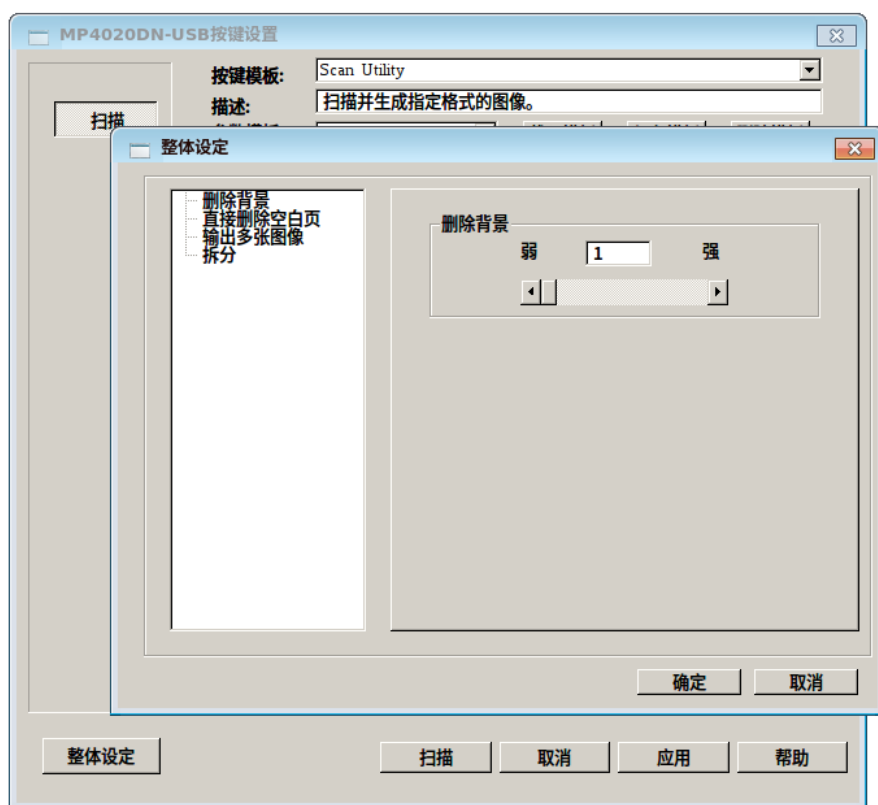 MP4020DN-USB按键设置
按键模板:
Scan Utility
描述:
扫描并生成指定格式的图像。
扫描
整体设定
删除背景
直接删除空白页
输出多张图像
拆分
删除背景
弱
1
强
确定
取消
整体设定
扫描
取消
应用
帮助